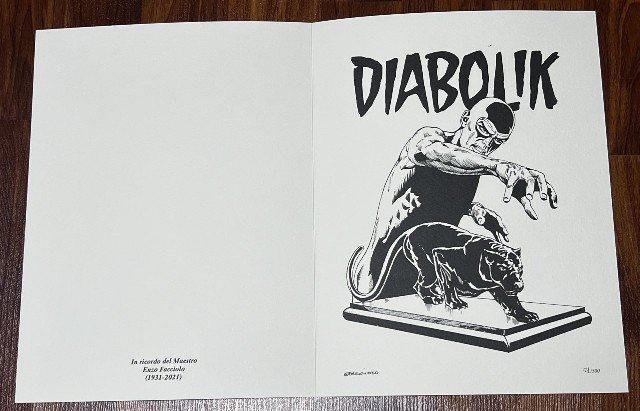 In ricordo del Maestro
Enzo Facciolo
(1931-2021)
DIABOLIK